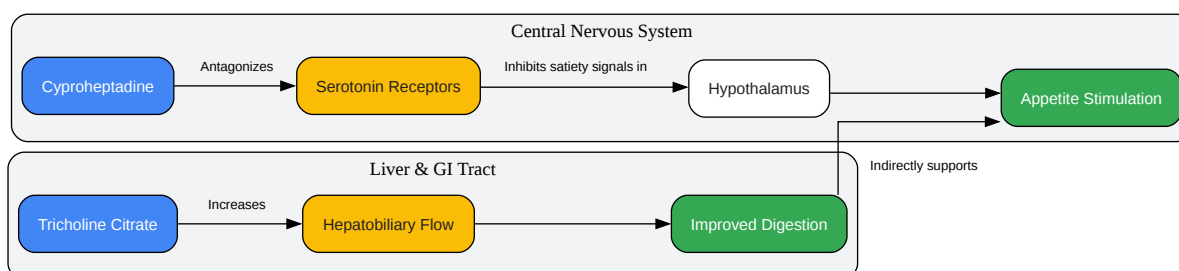 Central Nervous System
Cyproheptadine
Antagonizes
Serotonin Receptors
Inhibits satiety signals in
Hypothalamus
Appetite Stimulation
Liver & GI Tract
Indirectly supports
Tricholine Citrate
Increases
Hepatobiliary Flow
Improved Digestion